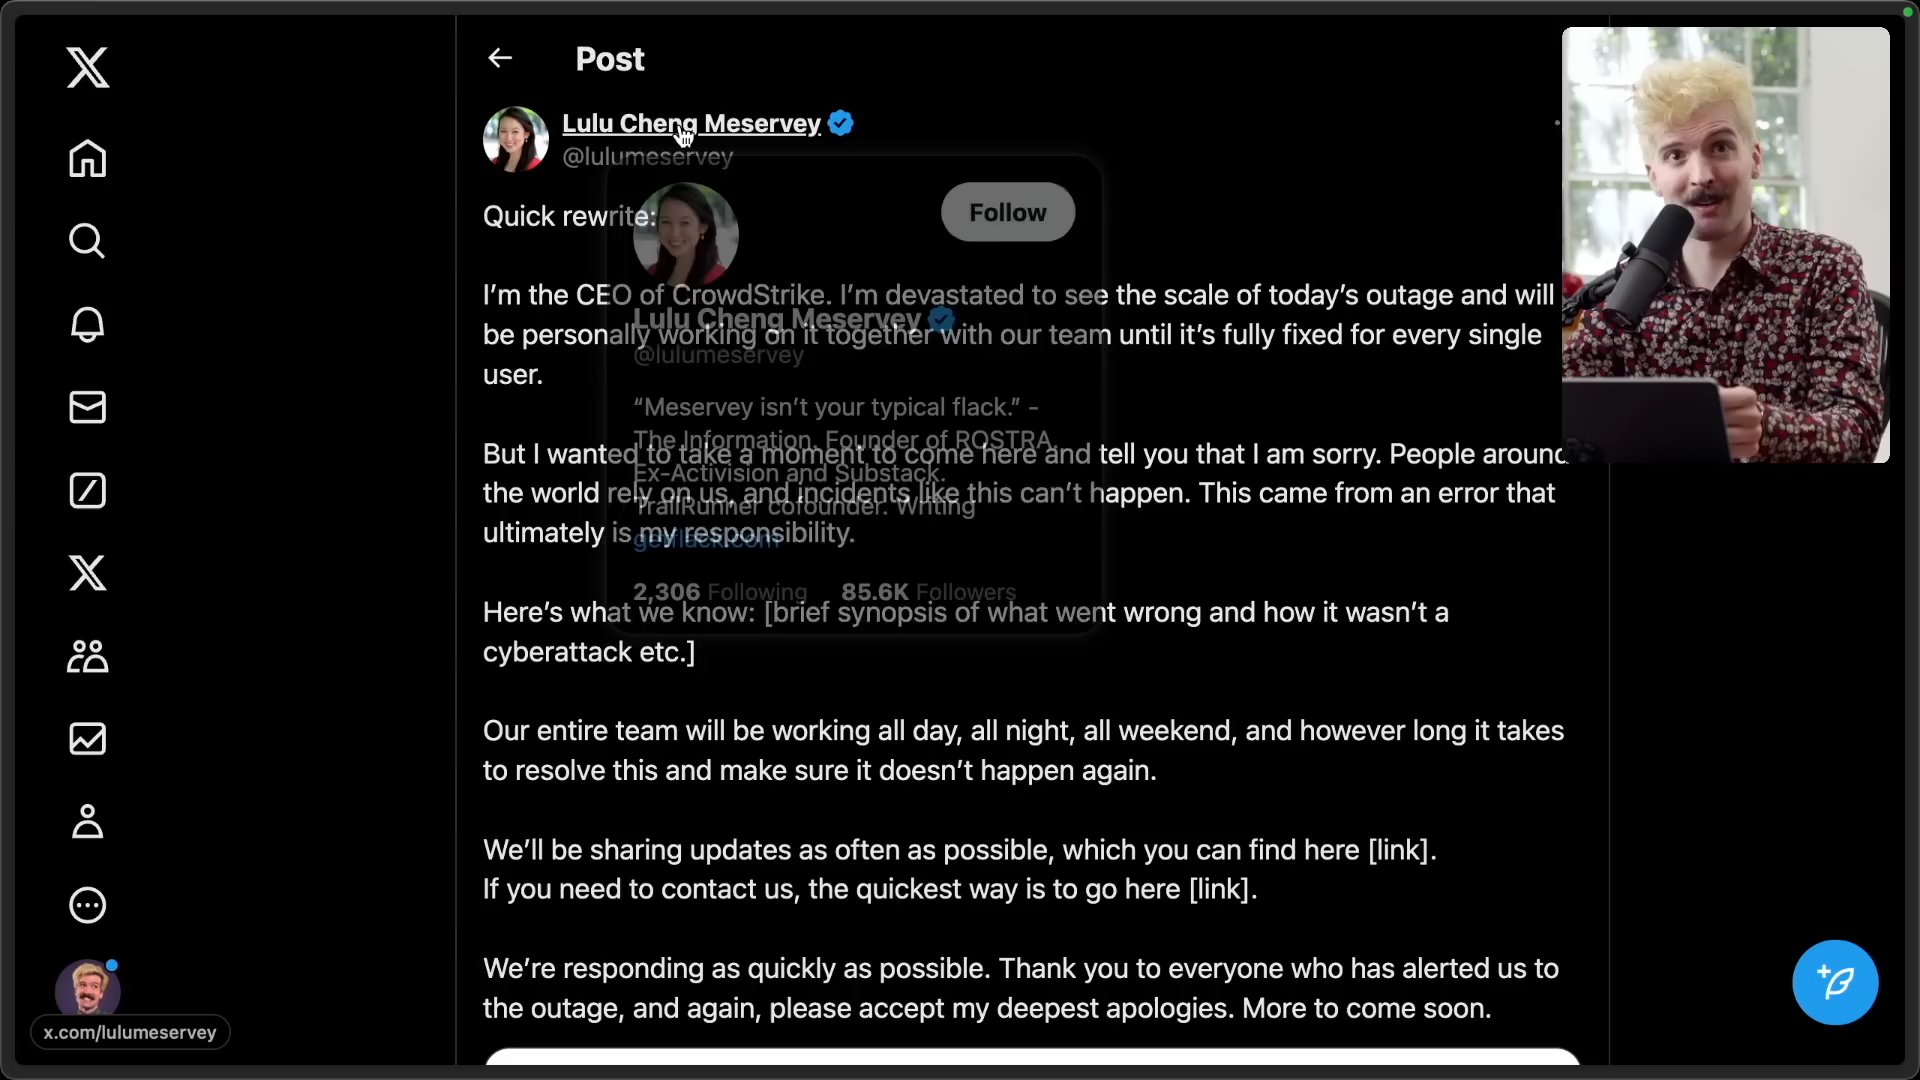 Post
Lulu Cheng Meservey
@lulumeservey
Quick rewrite:
I’m the CEO of CrowdStrike. I’m devastated to see the scale of today’s outage and will
be personally working on it together with our team until it’s fully fixed for every single
user.
But I wanted to take a moment to come here and tell you that I am sorry. People around
the world rely on us, and incidents like this can’t happen. This came from an error that
ultimately is my responsibility.
Here’s what we know: [brief synopsis of what went wrong and how it wasn’t a
cyberattack etc.]
Our entire team will be working all day, all night, all weekend, and however long it takes
to resolve this and make sure it doesn’t happen again.
We’ll be sharing updates as often as possible, which you can find here [link].
If you need to contact us, the quickest way is to go here [link].
We’re responding as quickly as possible. Thank you to everyone who has alerted us to
the outage, and again, please accept my deepest apologies. More to come soon.
Follow
Lulu Cheng Meservey
@lulumeservey
“Meservey isn’t your typical flack.” -
The Information. Founder of ROSTRA.
Ex-Activision and Substack.
TrailRunner cofounder. Writing
getflack.com
2,306 Following 85.6K Followers
x.com/lulumeservey